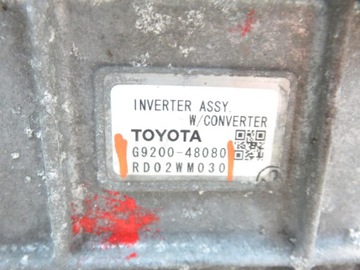 INVERTER ASSY.
W/CONVERTER
TOYOTA
G9200-48080
RD02WM030